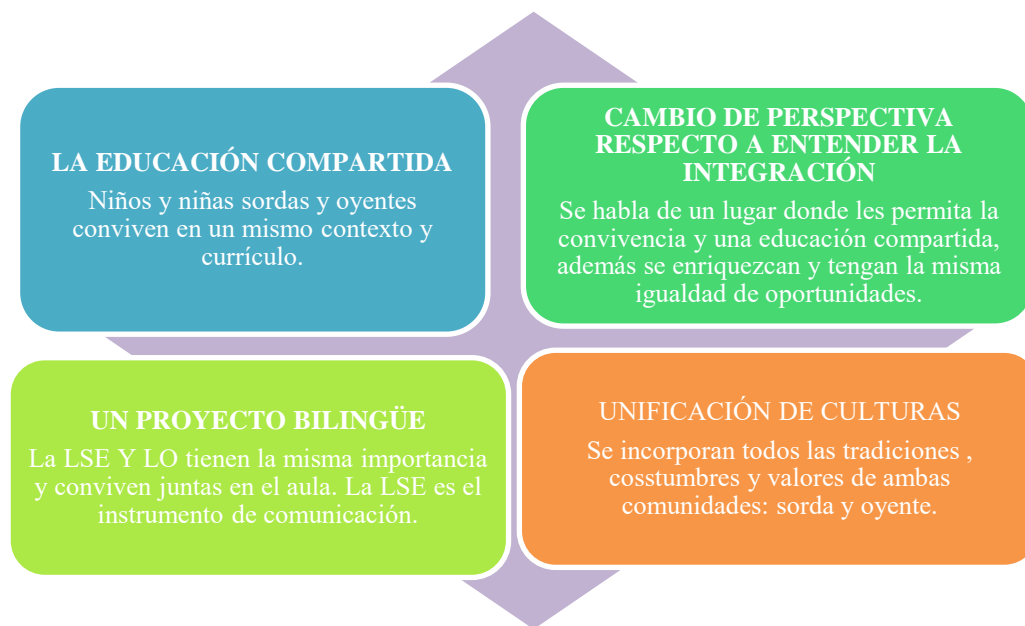 LA EDUCACIÓN COMPARTIDA
Niños y niñas sordas y oyentes
conviven en un mismo contexto y
currículo.
CAMBIO DE PERSPECTIVA
RESPECTO A ENTENDER LA
INTEGRACIÓN
Se habla de un lugar donde les permita la
convivencia y una educación compartida,
además se enriquezcan y tengan la misma
igualdad de oportunidades.
UN PROYECTO BILINGÜE
La LSE Y LO tienen la misma importancia
y conviven juntas en el aula. La LSE es el
instrumento de comunicación.
UNIFICACIÓN DE CULTURAS
Se incorporan todos las tradiciones ,
cosstumbres y valores de ambas
comunidades: sorda y oyente.